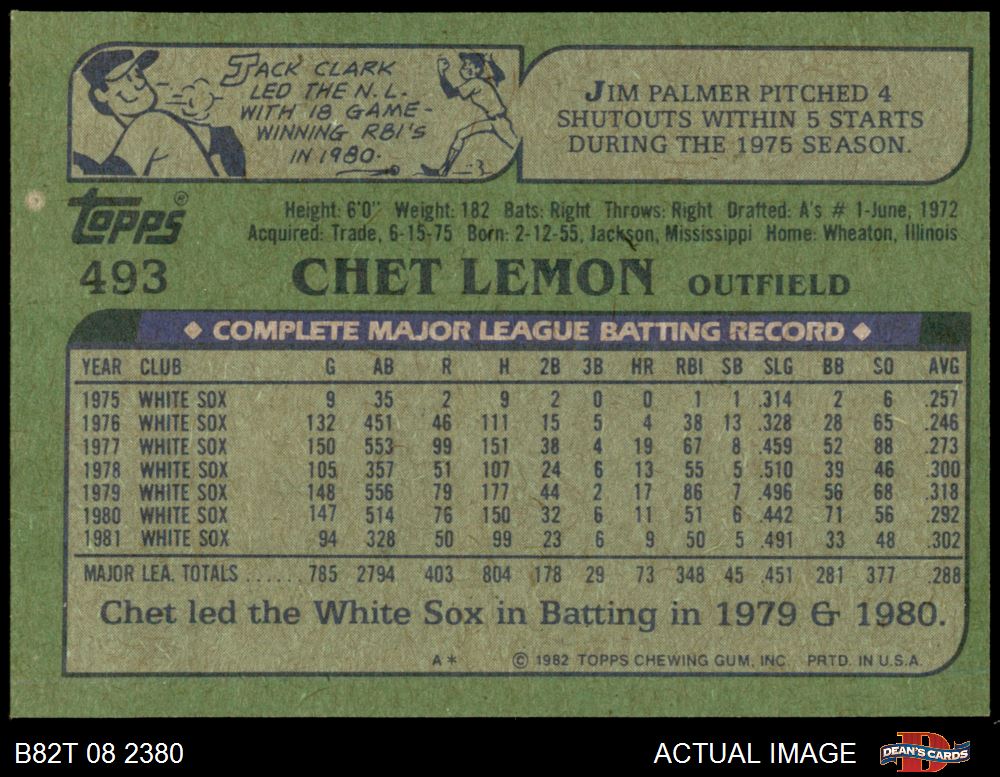 JACK CLARK
LED THE N.L.
WITH 18 GAME-
WINNING RBI'S
IN 1980.
JIM PALMER PITCHED 4
SHUTOUTS WITHIN 5 STARTS
DURING THE 1975 SEASON.
TOPPS®
493
Height: 6'0" Weight: 182 Bats: Right Throws: Right Drafted: A's # 1-June, 1972
Acquired: Trade, 6-15-75 Born: 2-12-55, Jackson, Mississippi Home: Wheaton, Illinois
CHET LEMON OUTFIELD
◆ COMPLETE MAJOR LEAGUE BATTING RECORD ◆
YEAR CLUB G AB R H 2B 3B HR RBI SB SLG BB SO AVG
1975 WHITE SOX 9 35 2 9 2 0 0 1 1 .314 2 6 .257
1976 WHITE SOX 132 451 46 111 15 5 4 38 13 .328 28 65 .246
1977 WHITE SOX 150 553 99 151 38 4 19 67 8 .459 52 88 .273
1978 WHITE SOX 105 357 51 107 24 6 13 55 5 .510 39 46 .300
1979 WHITE SOX 148 556 79 177 44 2 17 86 7 .496 56 68 .318
1980 WHITE SOX 147 514 76 150 32 6 11 51 6 .442 71 56 .292
1981 WHITE SOX 94 328 50 99 23 6 9 50 5 .491 33 48 .302
MAJOR LEA. TOTALS ...... 785 2794 403 804 178 29 73 348 45 .451 281 377 .288
Chet led the White Sox in Batting in 1979 & 1980.
A* © 1982 TOPPS CHEWING GUM, INC. PRTD. IN U.S.A.
B82T 08 2380 ACTUAL IMAGE DEAN'S CARDS